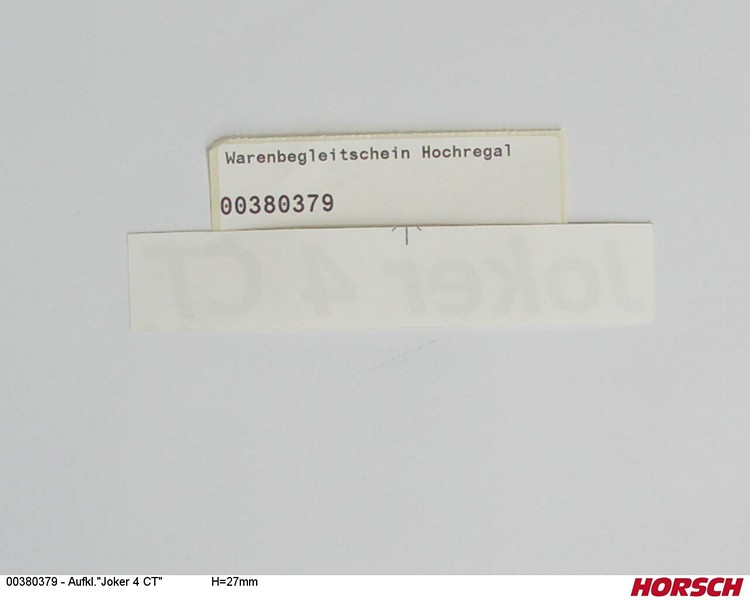 Warenbegleitschein Hochregal
00380379
Joker 4 CT
00380379 - Aufkl."Joker 4 CT" H=27mm
HORSCH